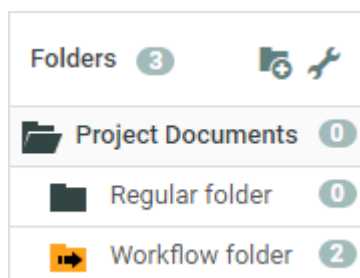 Folders 3
Project Documents 0
Regular folder 0
Workflow folder 2